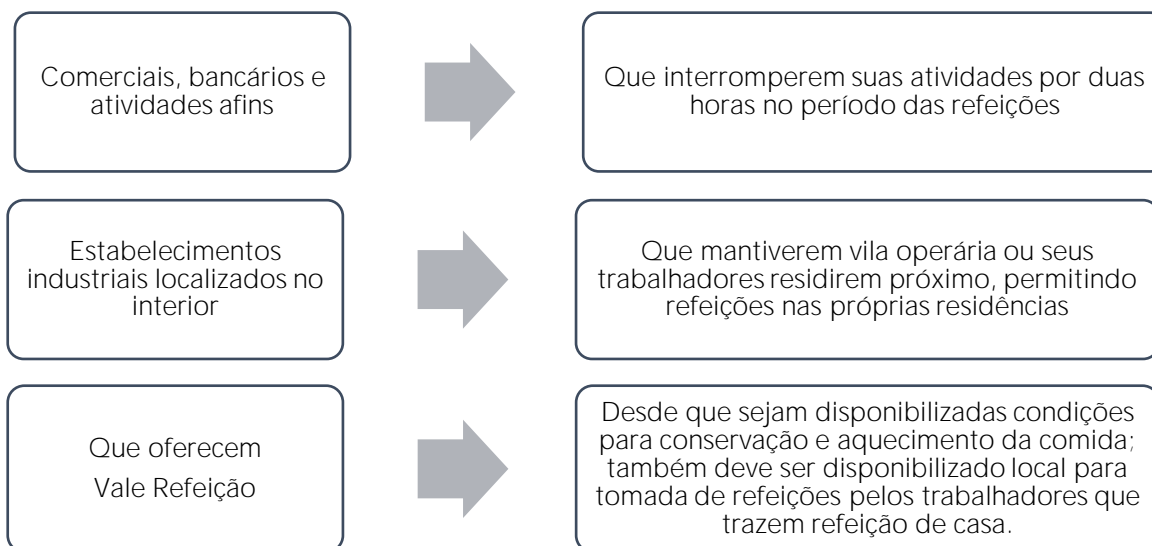 Comerciais, bancários e
atividades afins
Que interromperem suas atividades por duas
horas no período das refeições
Estabelecimentos
industriais localizados no
interior
Que mantiverem vila operária ou seus
trabalhadores residirem próximo, permitindo
refeições nas próprias residências
Que oferecem
Vale Refeição
Desde que sejam disponibilizadas condições
para conservação e aquecimento da comida;
também deve ser disponibilizado local para
tomada de refeições pelos trabalhadores que
trazem refeição de casa.